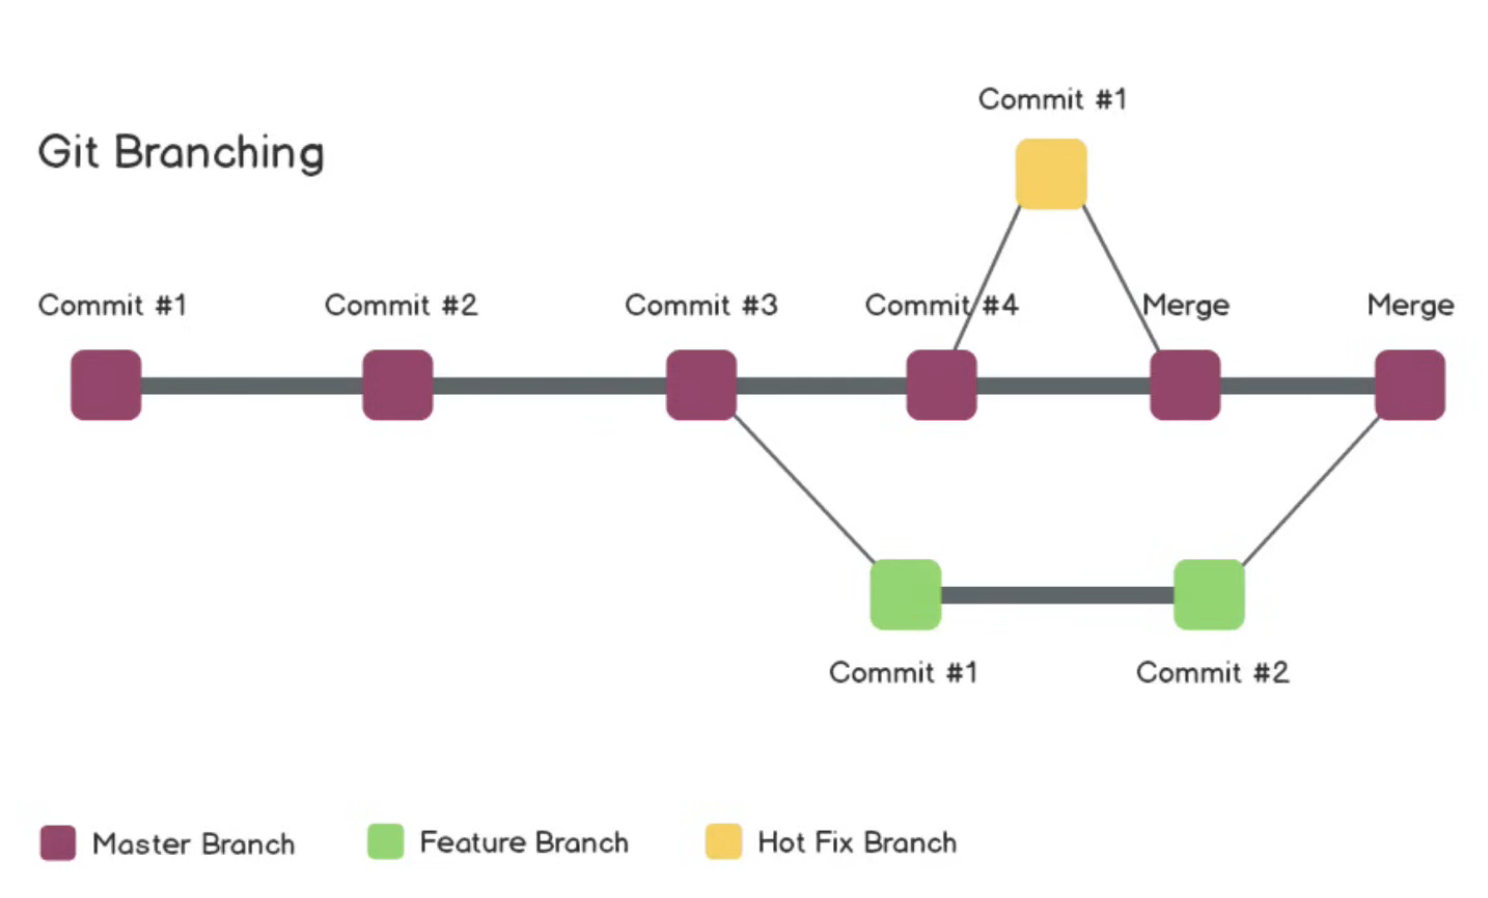 Commit #1
Git Branching
Commit #1
Commit #2
Commit #3
Commit #4
Merge
Merge
Commit #1
Commit #2
Master Branch
Feature Branch
Hot Fix Branch